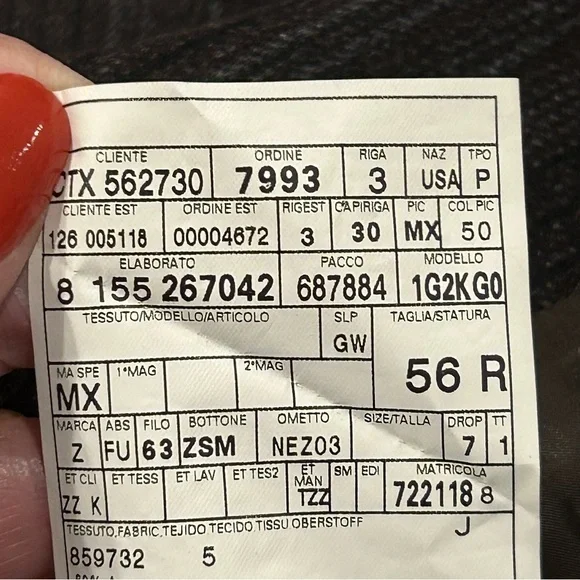 CLIENTE ORDINE RIGA NAZ TPO
CTX 562730 7993 3 USA P
CLIENTE EST ORDINE EST RIGEST CAPIRIGA PIC COL PIC
126 005118 00004672 3 30 MX 50
ELABORATO PACCO MODELLO
8 155 267042 687884 1G2KG0
TESSUTO/MODELLO/ARTICOLO SLP TAGLIA/STATURA
GW 56 R
MA SPE 1°MAG 2°MAG
MX
MARCA ABS FILO BOTTONE OMETTO SIZE/TALLA DROP TT
Z FU 63 ZSM NEZ03 7 1
ET CLI ET TESS ET LAV ET TES2 ET MAN SM EDI MATRICOLA
ZZ K TZZ 722118 8
TESSUTO,FABRIC,TEJIDO TECIDO,TISSU OBERSTOFF J
859732 5